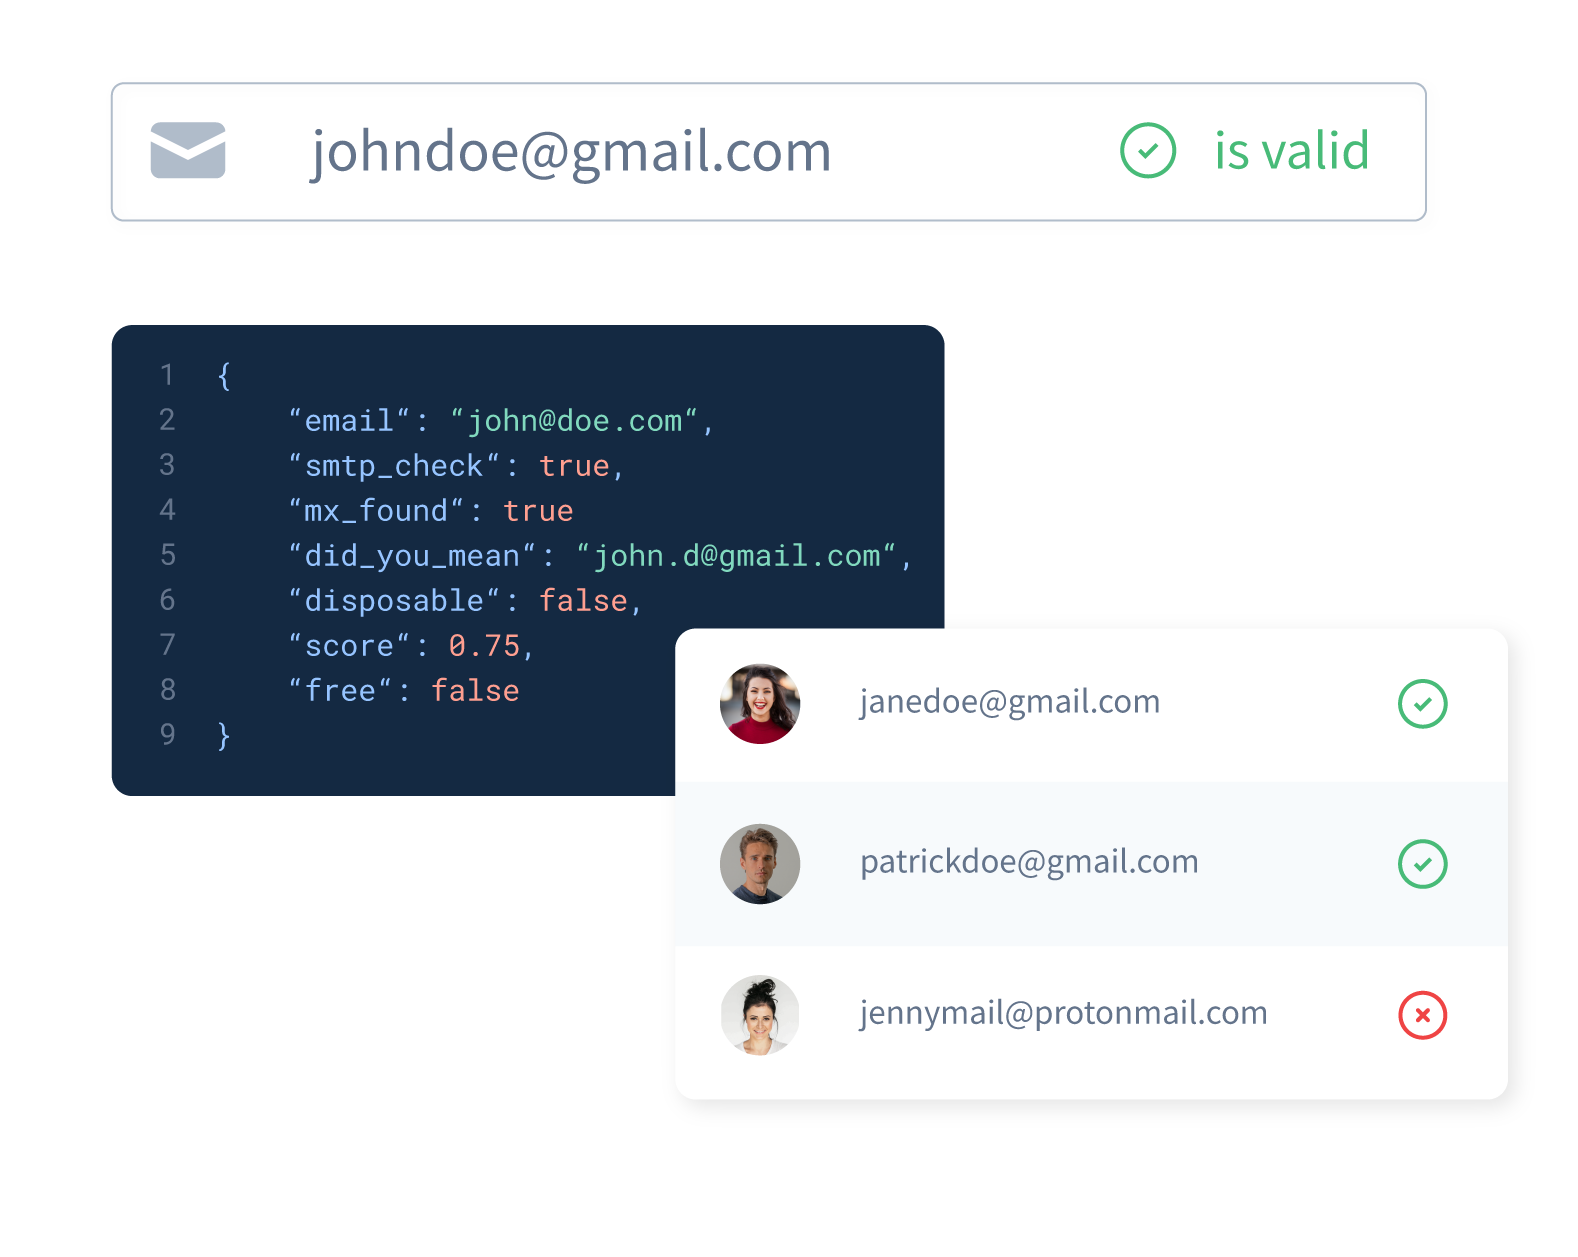 johndoe@gmail.com is valid
1 {
2 “email“: “john@doe.com“,
3 “smtp_check“: true,
4 “mx_found“: true
5 “did_you_mean“: “john.d@gmail.com“,
6 “disposable“: false,
7 “score“: 0.75,
8 “free“: false
9 }
janedoe@gmail.com
patrickdoe@gmail.com
jennymail@protonmail.com